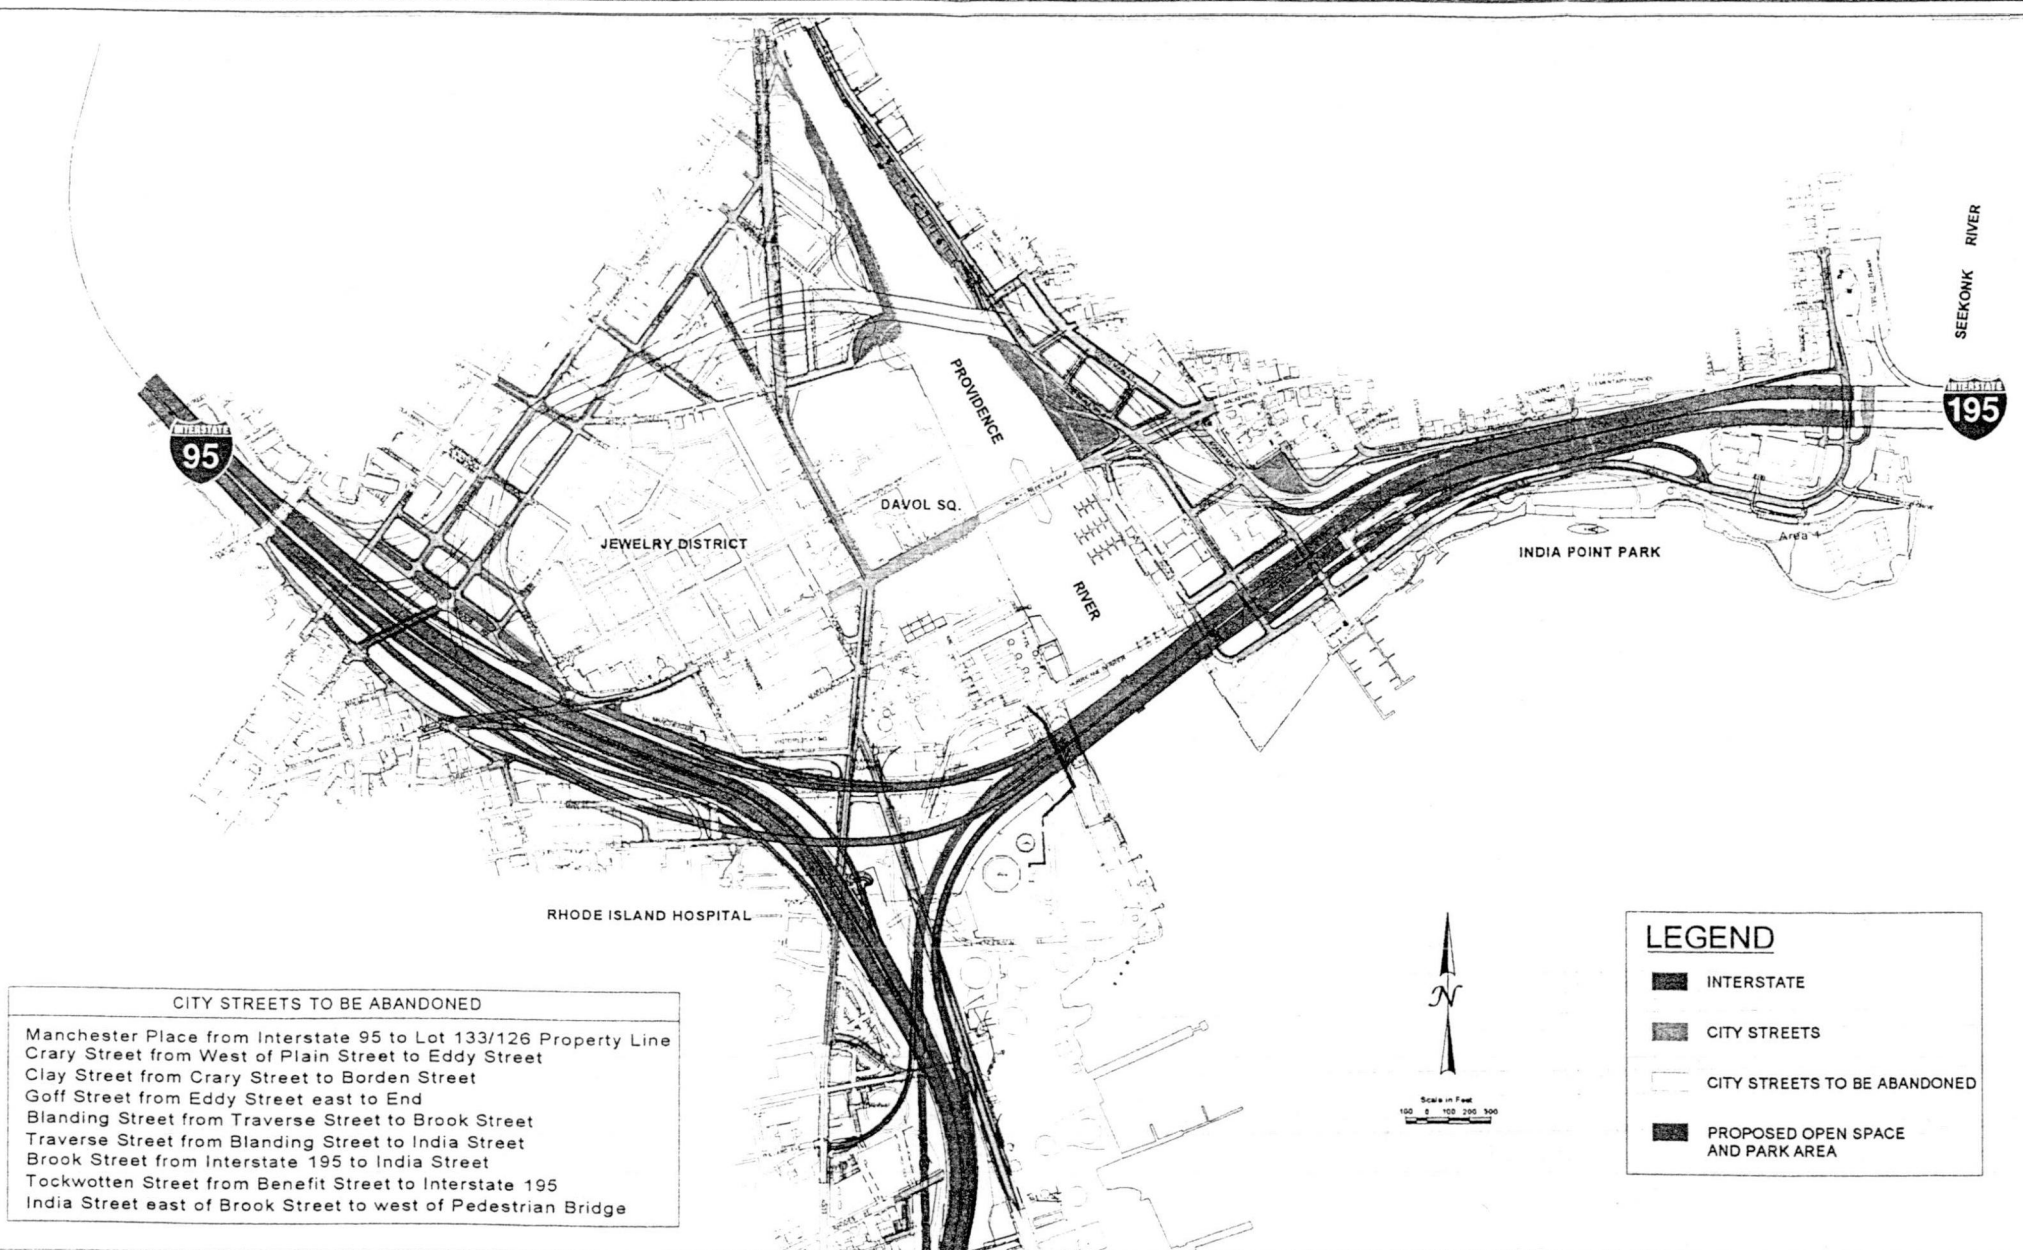 SEEKONK RIVER
INTERSTATE
195
PROVIDENCE
RIVER
INTERSTATE
95
DAVOL SQ.
JEWELRY DISTRICT
INDIA POINT PARK
Area 4
RHODE ISLAND HOSPITAL
N
Scale in Feet
100 0 100 200 300
LEGEND
INTERSTATE
CITY STREETS
CITY STREETS TO BE ABANDONED
PROPOSED OPEN SPACE
AND PARK AREA
CITY STREETS TO BE ABANDONED
Manchester Place from Interstate 95 to Lot 133/126 Property Line
Crary Street from West of Plain Street to Eddy Street
Clay Street from Crary Street to Borden Street
Goff Street from Eddy Street east to End
Blanding Street from Traverse Street to Brook Street
Traverse Street from Blanding Street to India Street
Brook Street from Interstate 195 to India Street
Tockwotten Street from Benefit Street to Interstate 195
India Street east of Brook Street to west of Pedestrian Bridge